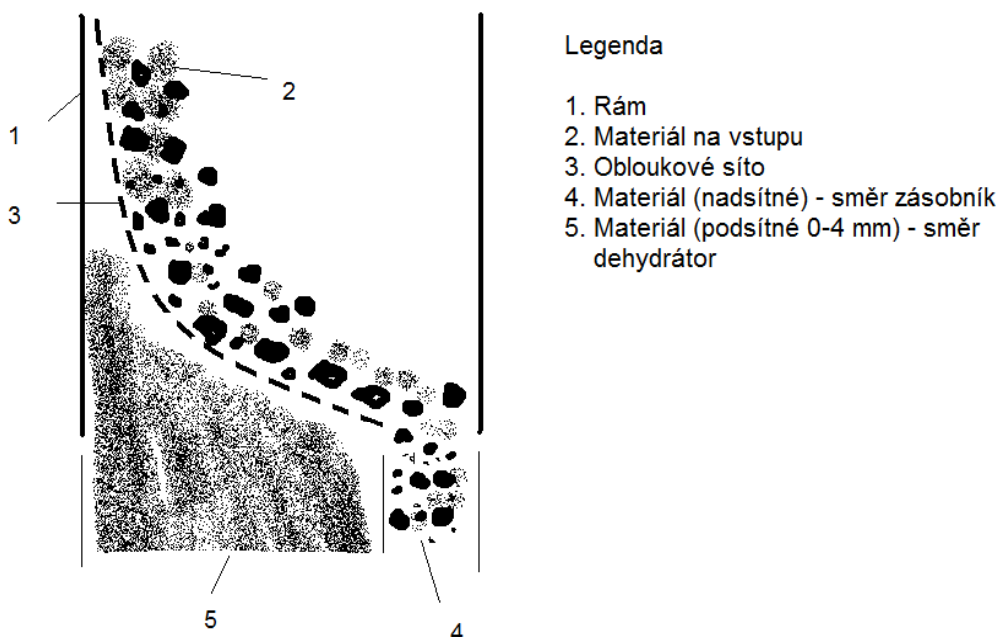 Legenda
1. Rám
2. Materiál na vstupu
3. Obloukové síto
4. Materiál (nadsítné) - směr zásobník
5. Materiál (podsítné 0-4 mm) - směr
dehydrátor
2
1
3
5
4